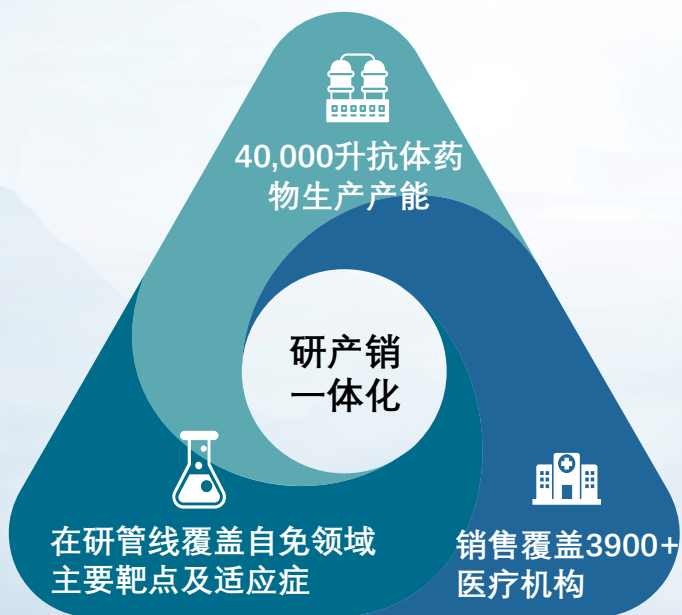 40,000升抗体药
物生产产能
研产销
一体化
在研管线覆盖自免领域
主要靶点及适应症
销售覆盖3900+
医疗机构